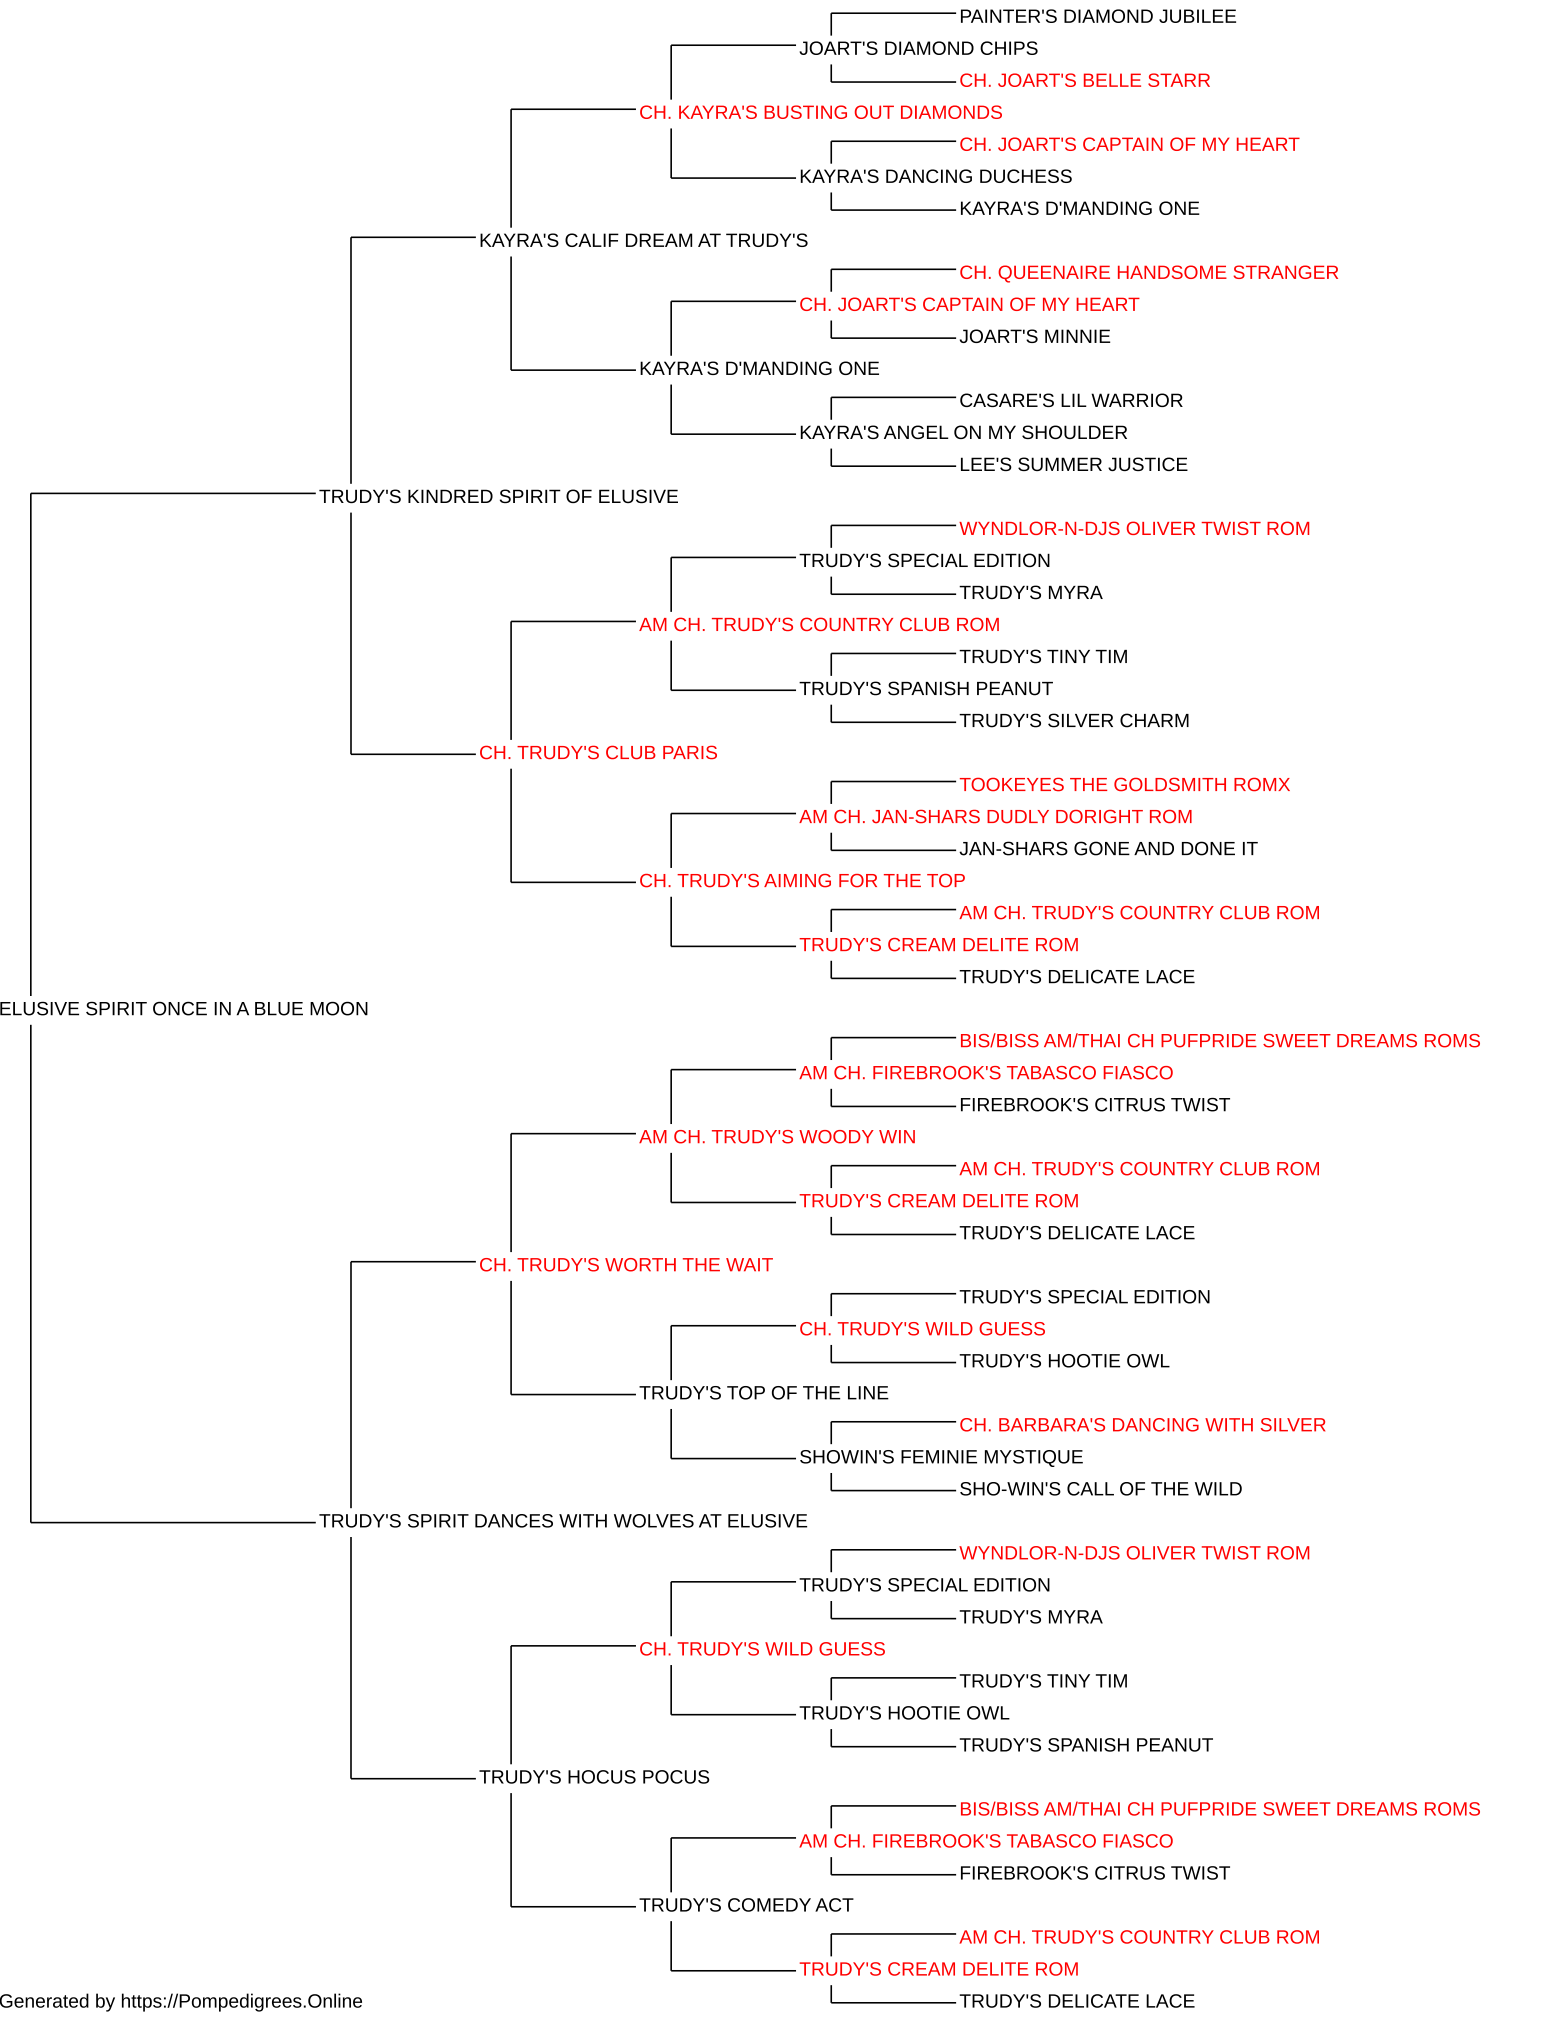 PAINTER'S DIAMOND JUBILEE
JOART'S DIAMOND CHIPS
CH. JOART'S BELLE STARR
CH. KAYRA'S BUSTING OUT DIAMONDS
CH. JOART'S CAPTAIN OF MY HEART
KAYRA'S DANCING DUCHESS
KAYRA'S D'MANDING ONE
KAYRA'S CALIF DREAM AT TRUDY'S
CH. QUEENAIRE HANDSOME STRANGER
CH. JOART'S CAPTAIN OF MY HEART
JOART'S MINNIE
KAYRA'S D'MANDING ONE
CASARE'S LIL WARRIOR
KAYRA'S ANGEL ON MY SHOULDER
LEE'S SUMMER JUSTICE
TRUDY'S KINDRED SPIRIT OF ELUSIVE
WYNDLOR-N-DJS OLIVER TWIST ROM
TRUDY'S SPECIAL EDITION
TRUDY'S MYRA
AM CH. TRUDY'S COUNTRY CLUB ROM
TRUDY'S TINY TIM
TRUDY'S SPANISH PEANUT
TRUDY'S SILVER CHARM
CH. TRUDY'S CLUB PARIS
TOOKEYES THE GOLDSMITH ROMX
AM CH. JAN-SHARS DUDLY DORIGHT ROM
JAN-SHARS GONE AND DONE IT
CH. TRUDY'S AIMING FOR THE TOP
AM CH. TRUDY'S COUNTRY CLUB ROM
TRUDY'S CREAM DELITE ROM
TRUDY'S DELICATE LACE
ELUSIVE SPIRIT ONCE IN A BLUE MOON
BIS/BISS AM/THAI CH PUFPRIDE SWEET DREAMS ROMS
AM CH. FIREBROOK'S TABASCO FIASCO
FIREBROOK'S CITRUS TWIST
AM CH. TRUDY'S WOODY WIN
AM CH. TRUDY'S COUNTRY CLUB ROM
TRUDY'S CREAM DELITE ROM
TRUDY'S DELICATE LACE
CH. TRUDY'S WORTH THE WAIT
TRUDY'S SPECIAL EDITION
CH. TRUDY'S WILD GUESS
TRUDY'S HOOTIE OWL
TRUDY'S TOP OF THE LINE
CH. BARBARA'S DANCING WITH SILVER
SHOWIN'S FEMINIE MYSTIQUE
SHO-WIN'S CALL OF THE WILD
TRUDY'S SPIRIT DANCES WITH WOLVES AT ELUSIVE
WYNDLOR-N-DJS OLIVER TWIST ROM
TRUDY'S SPECIAL EDITION
TRUDY'S MYRA
CH. TRUDY'S WILD GUESS
TRUDY'S TINY TIM
TRUDY'S HOOTIE OWL
TRUDY'S SPANISH PEANUT
TRUDY'S HOCUS POCUS
BIS/BISS AM/THAI CH PUFPRIDE SWEET DREAMS ROMS
AM CH. FIREBROOK'S TABASCO FIASCO
FIREBROOK'S CITRUS TWIST
TRUDY'S COMEDY ACT
AM CH. TRUDY'S COUNTRY CLUB ROM
TRUDY'S CREAM DELITE ROM
TRUDY'S DELICATE LACE
Generated by https://Pompedigrees.Online